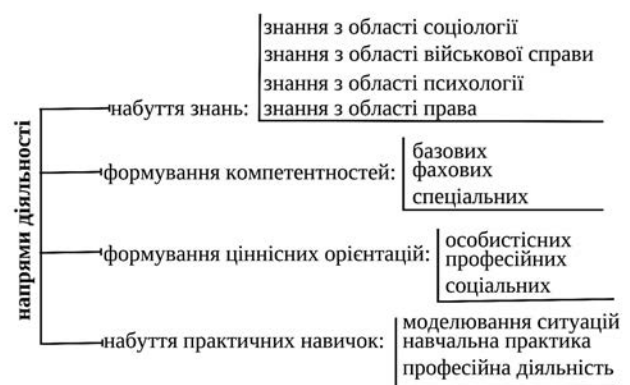 напрями діяльності
набуття знань:
знання з області соціології
знання з області військової справи
знання з області психології
знання з області права
формування компетентностей:
базових
фахових
спеціальних
формування ціннісних орієнтацій:
особистісних
професійних
соціальних
набуття практичних навичок:
моделювання ситуацій
навчальна практика
професійна діяльність